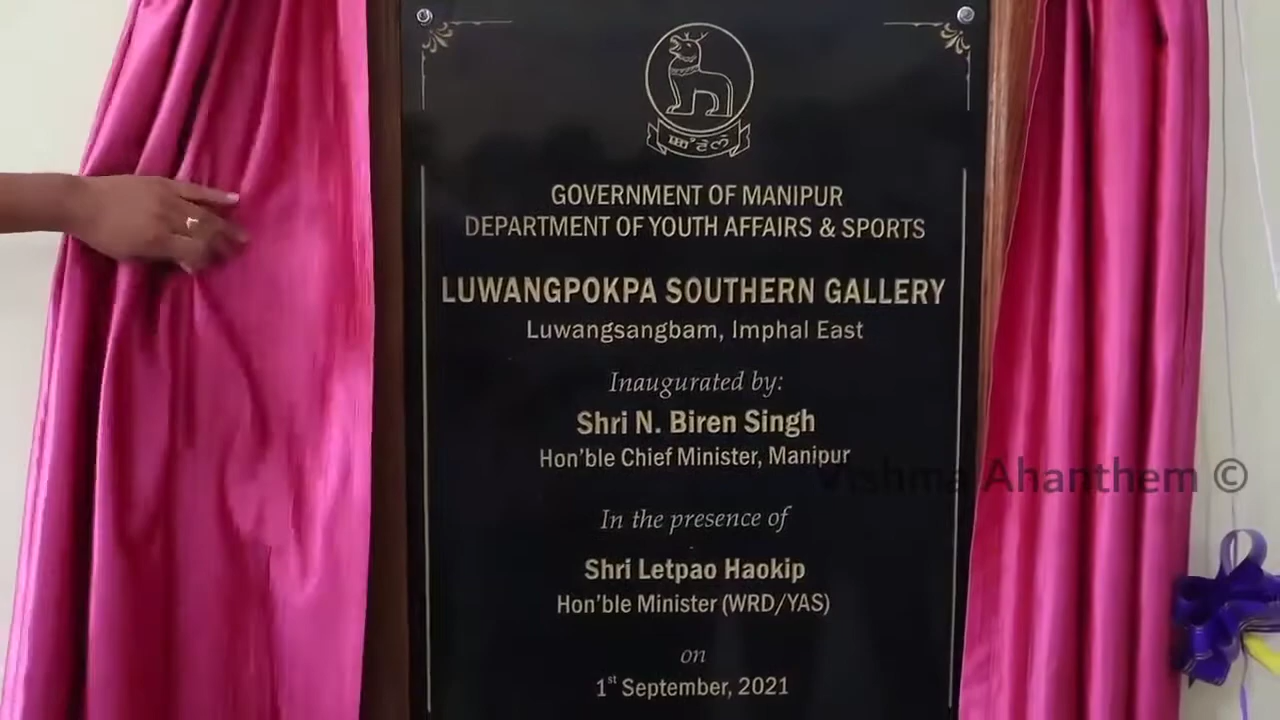 ꯀꯪꯂꯥ
GOVERNMENT OF MANIPUR
DEPARTMENT OF YOUTH AFFAIRS & SPORTS
LUWANGPOKPA SOUTHERN GALLERY
Luwangsangbam, Imphal East
Inaugurated by:
Shri N. Biren Singh
Hon'ble Chief Minister, Manipur
Vishma Ahanthem ©
In the presence of
Shri Letpao Haokip
Hon'ble Minister (WRD/YAS)
on
1st September, 2021